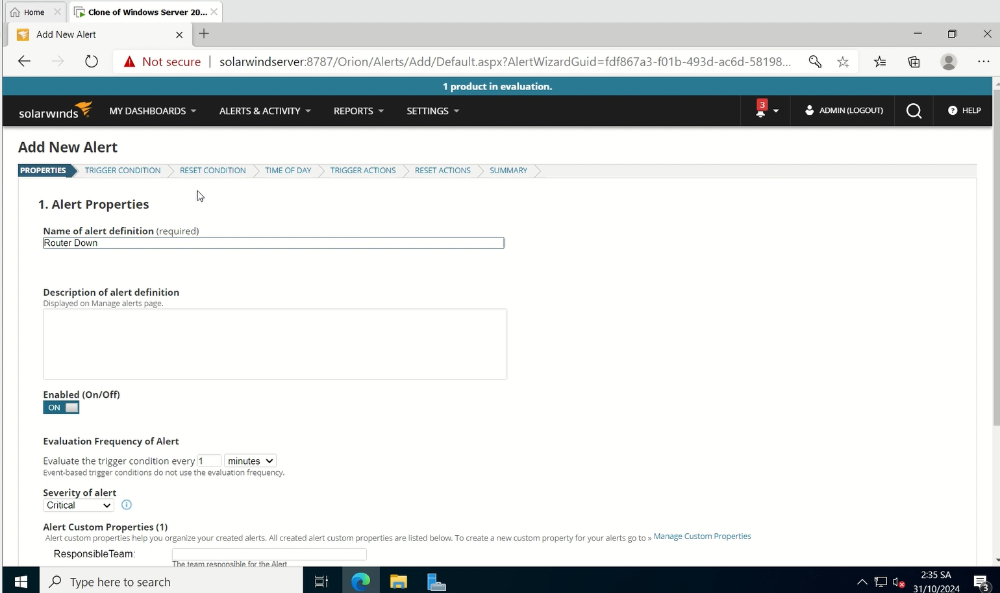 Home
Clone of Windows Server 20...
Add New Alert
Not secure | solarwindserver:8787/Orion/Alerts/Add/Default.aspx?AlertWizardGuid=fdf867a3-f01b-493d-ac6d-58198...
1 product in evaluation.
solarwinds MY DASHBOARDS ALERTS & ACTIVITY REPORTS SETTINGS 3 ADMIN (LOGOUT) ? HELP
Add New Alert
PROPERTIES TRIGGER CONDITION RESET CONDITION TIME OF DAY TRIGGER ACTIONS RESET ACTIONS SUMMARY
1. Alert Properties
Name of alert definition (required)
Router Down
Description of alert definition
Displayed on Manage alerts page.
Enabled (On/Off)
ON
Evaluation Frequency of Alert
Evaluate the trigger condition every 1 minutes
Event-based trigger conditions do not use the evaluation frequency.
Severity of alert
Critical
Alert Custom Properties (1)
Alert custom properties help you organize your created alerts. All created alert custom properties are listed below. To create a new custom property for your alerts go to » Manage Custom Properties
ResponsibleTeam:
The team responsible for the Alert
Type here to search
2:35 SA
31/10/2024
3